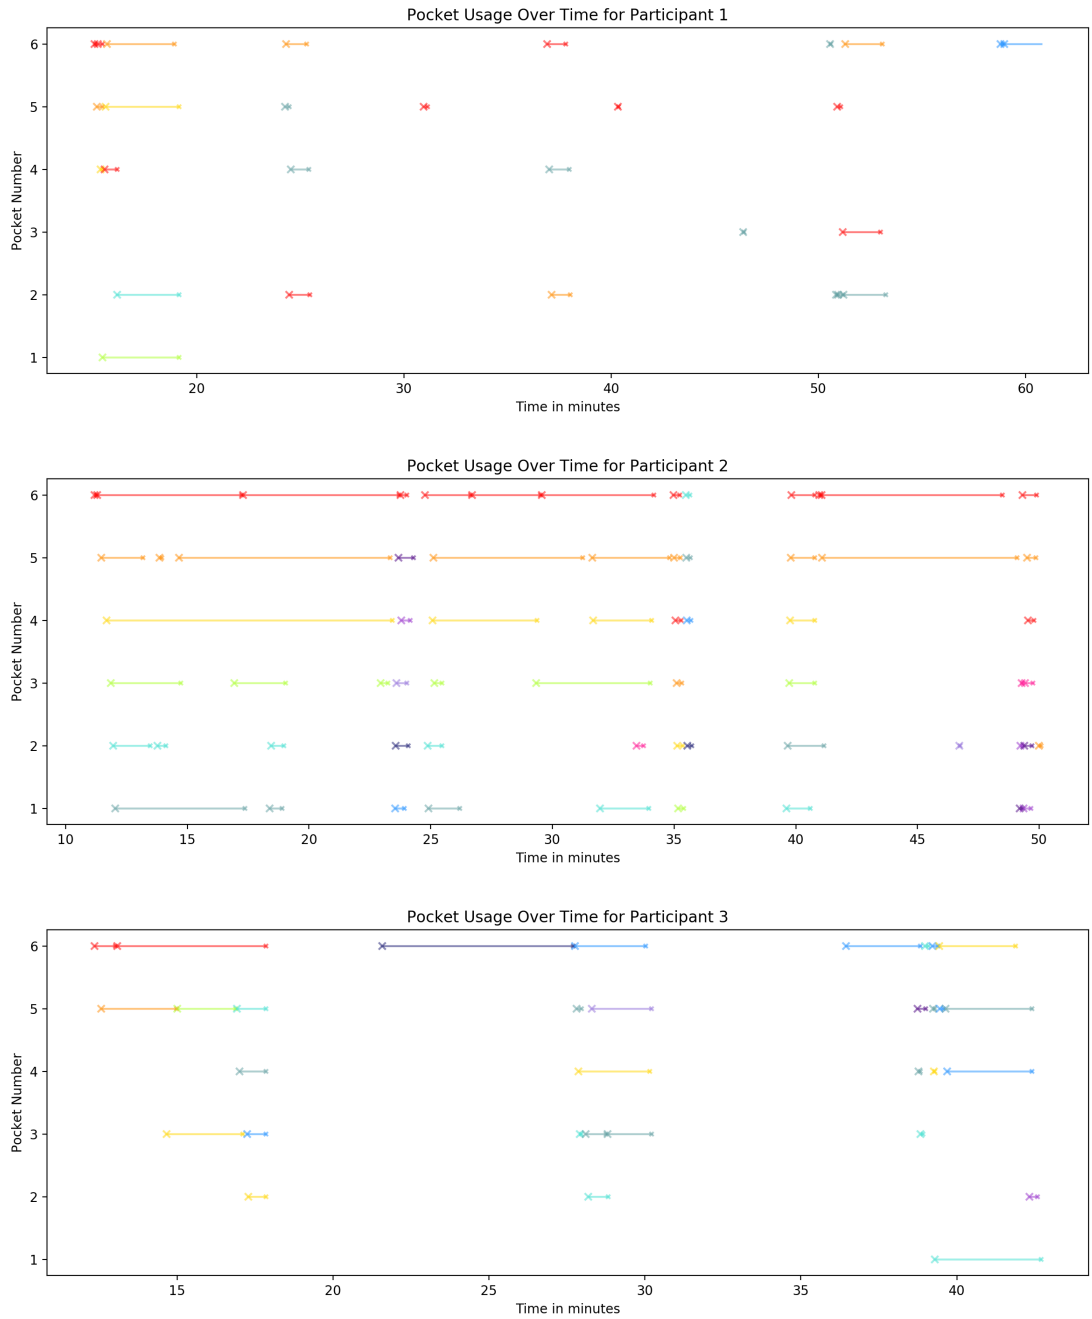 Pocket Usage Over Time for Participant 1
Pocket Number
6
5
4
3
2
1
20 30 40 50 60
Time in minutes
Pocket Usage Over Time for Participant 2
Pocket Number
6
5
4
3
2
1
10 15 20 25 30 35 40 45 50
Time in minutes
Pocket Usage Over Time for Participant 3
Pocket Number
6
5
4
3
2
1
15 20 25 30 35 40
Time in minutes